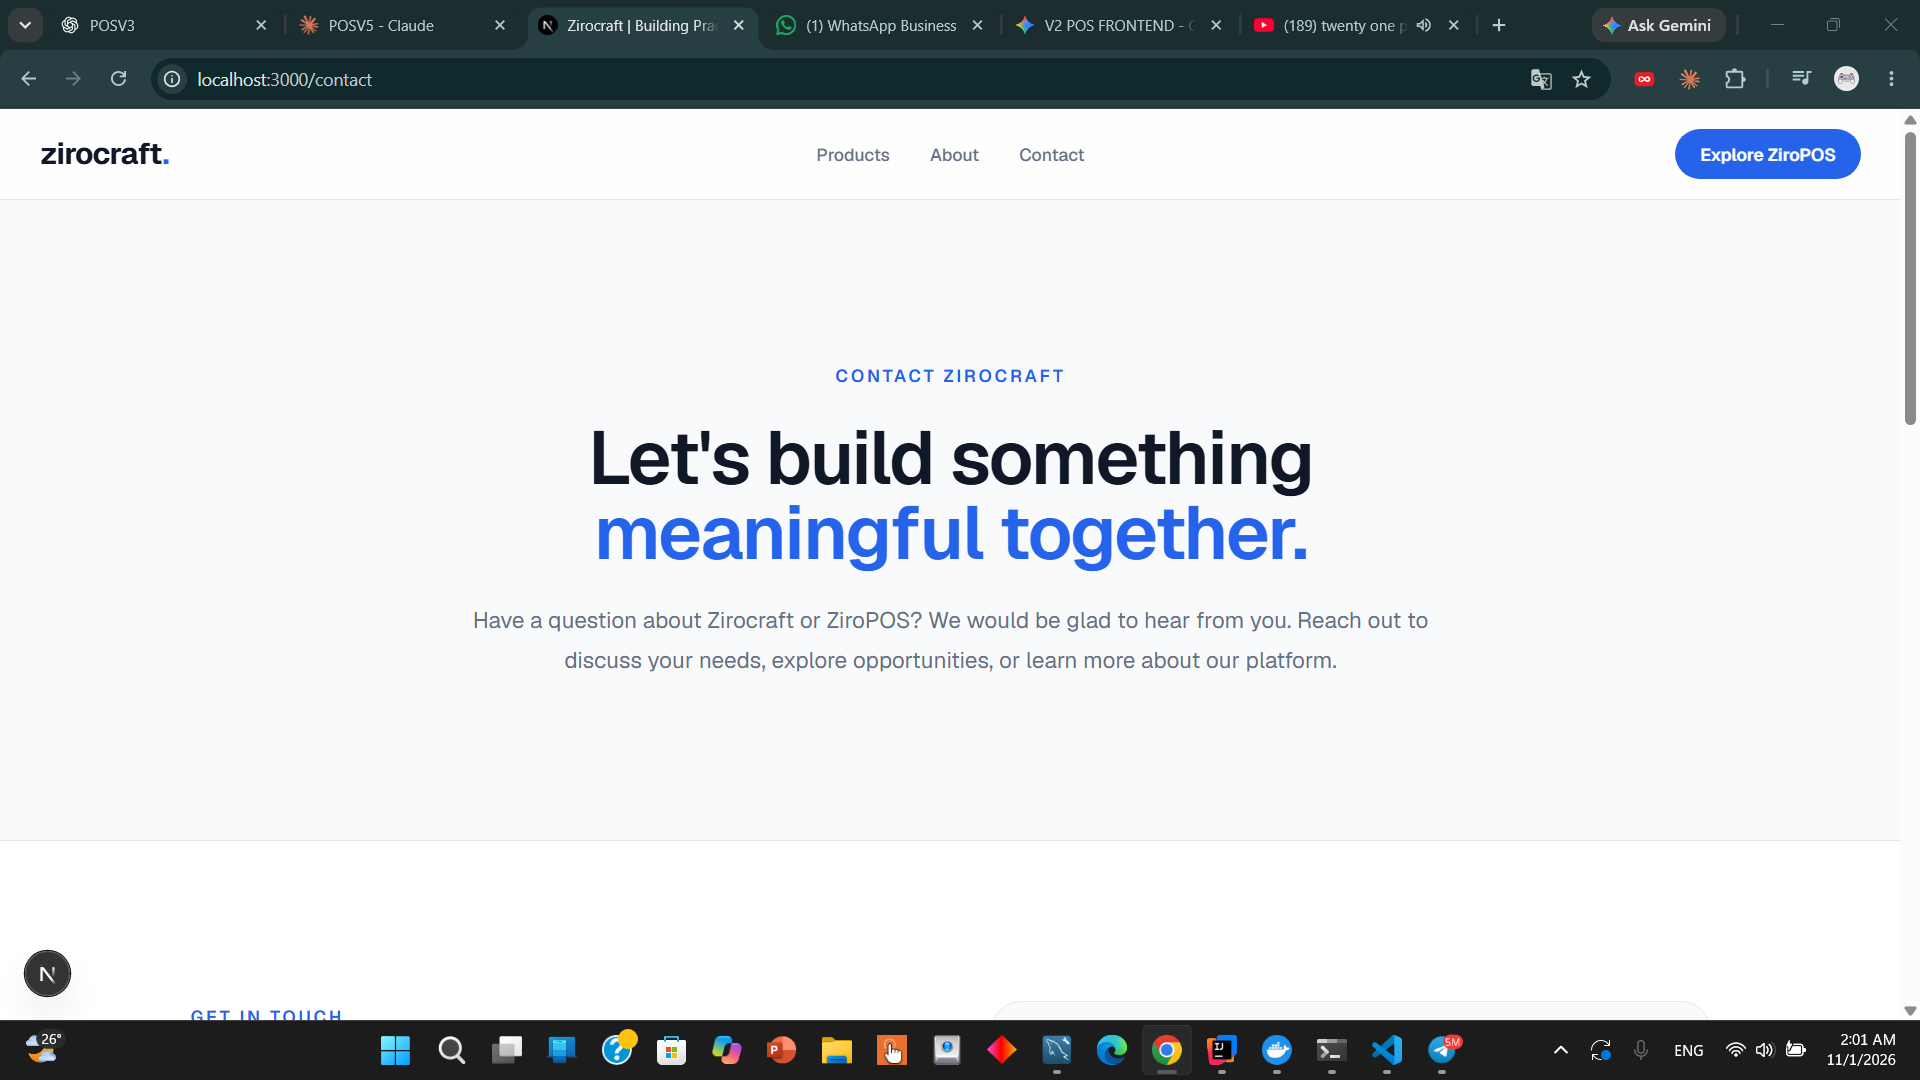 POSV3
POSV5 - Claude
Zirocraft | Building Pra
(1) WhatsApp Business
V2 POS FRONTEND -
(189) twenty one p
Ask Gemini
localhost:3000/contact
zirocraft.
Products
About
Contact
Explore ZiroPOS
CONTACT ZIROCRAFT
Let's build something
meaningful together.
Have a question about Zirocraft or ZiroPOS? We would be glad to hear from you. Reach out to
discuss your needs, explore opportunities, or learn more about our platform.
N
GET IN TOUCH
26°
5M
ENG
2:01 AM
11/1/2026